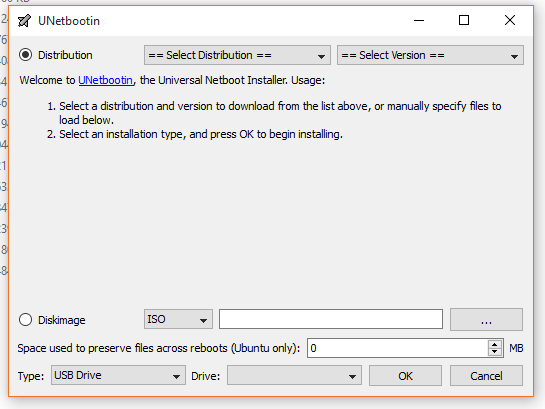 UNetbootin
Distribution == Select Distribution == == Select Version ==
Welcome to UNetbootin, the Universal Netboot Installer. Usage:
1. Select a distribution and version to download from the list above, or manually specify files to
load below.
2. Select an installation type, and press OK to begin installing.
Diskimage ISO ...
Space used to preserve files across reboots (Ubuntu only): 0 MB
Type: USB Drive Drive: OK Cancel